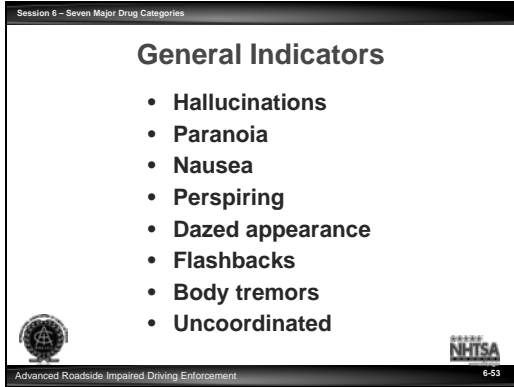 Session 6 – Seven Major Drug Categories
General Indicators
• Hallucinations
• Paranoia
• Nausea
• Perspiring
• Dazed appearance
• Flashbacks
• Body tremors
• Uncoordinated
NHTSA
Advanced Roadside Impaired Driving Enforcement
6-53